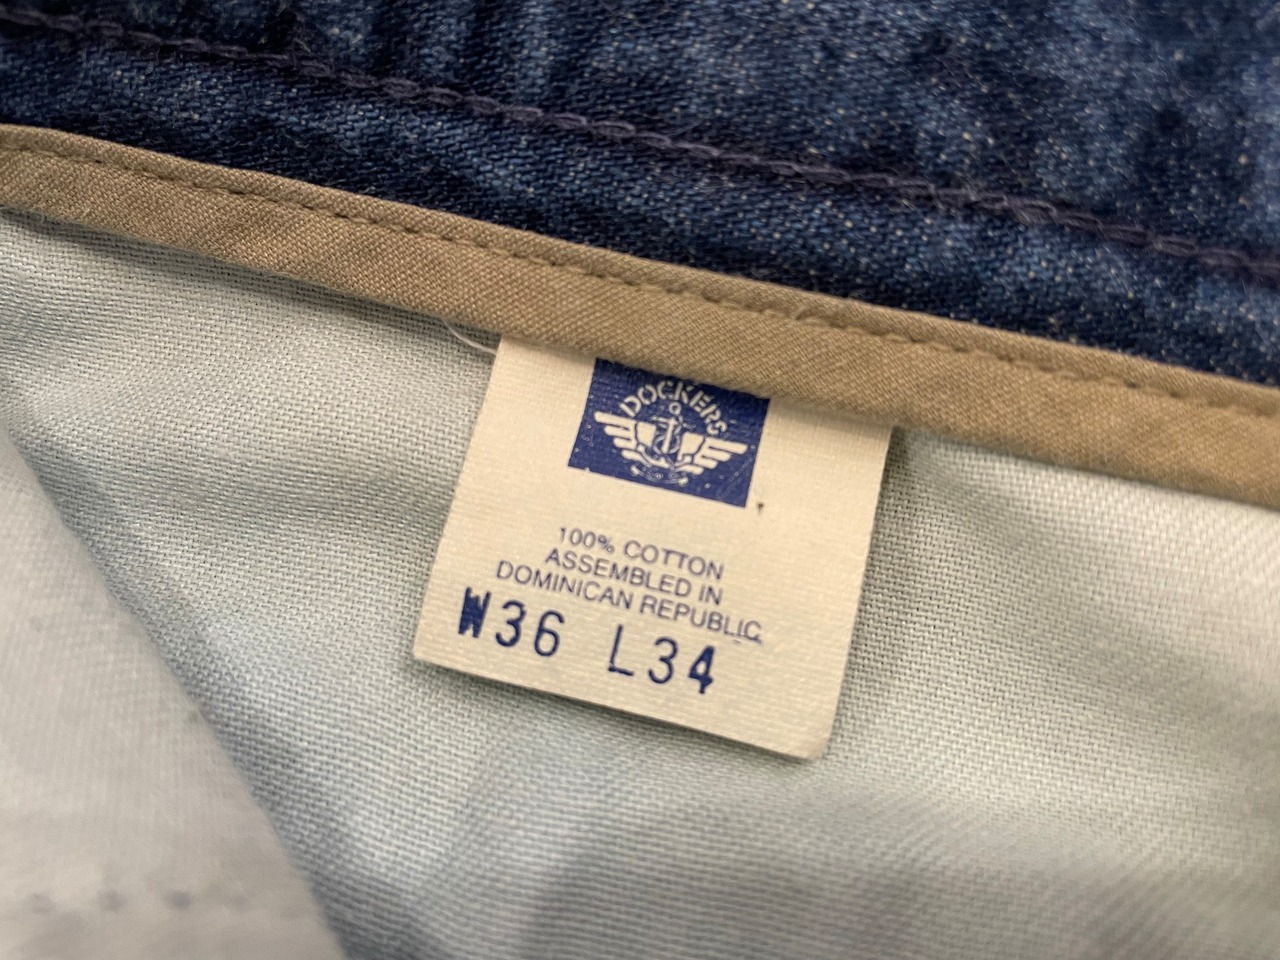 DOCKERS
100% COTTON
ASSEMBLED IN
DOMINICAN REPUBLIC
W36 L34